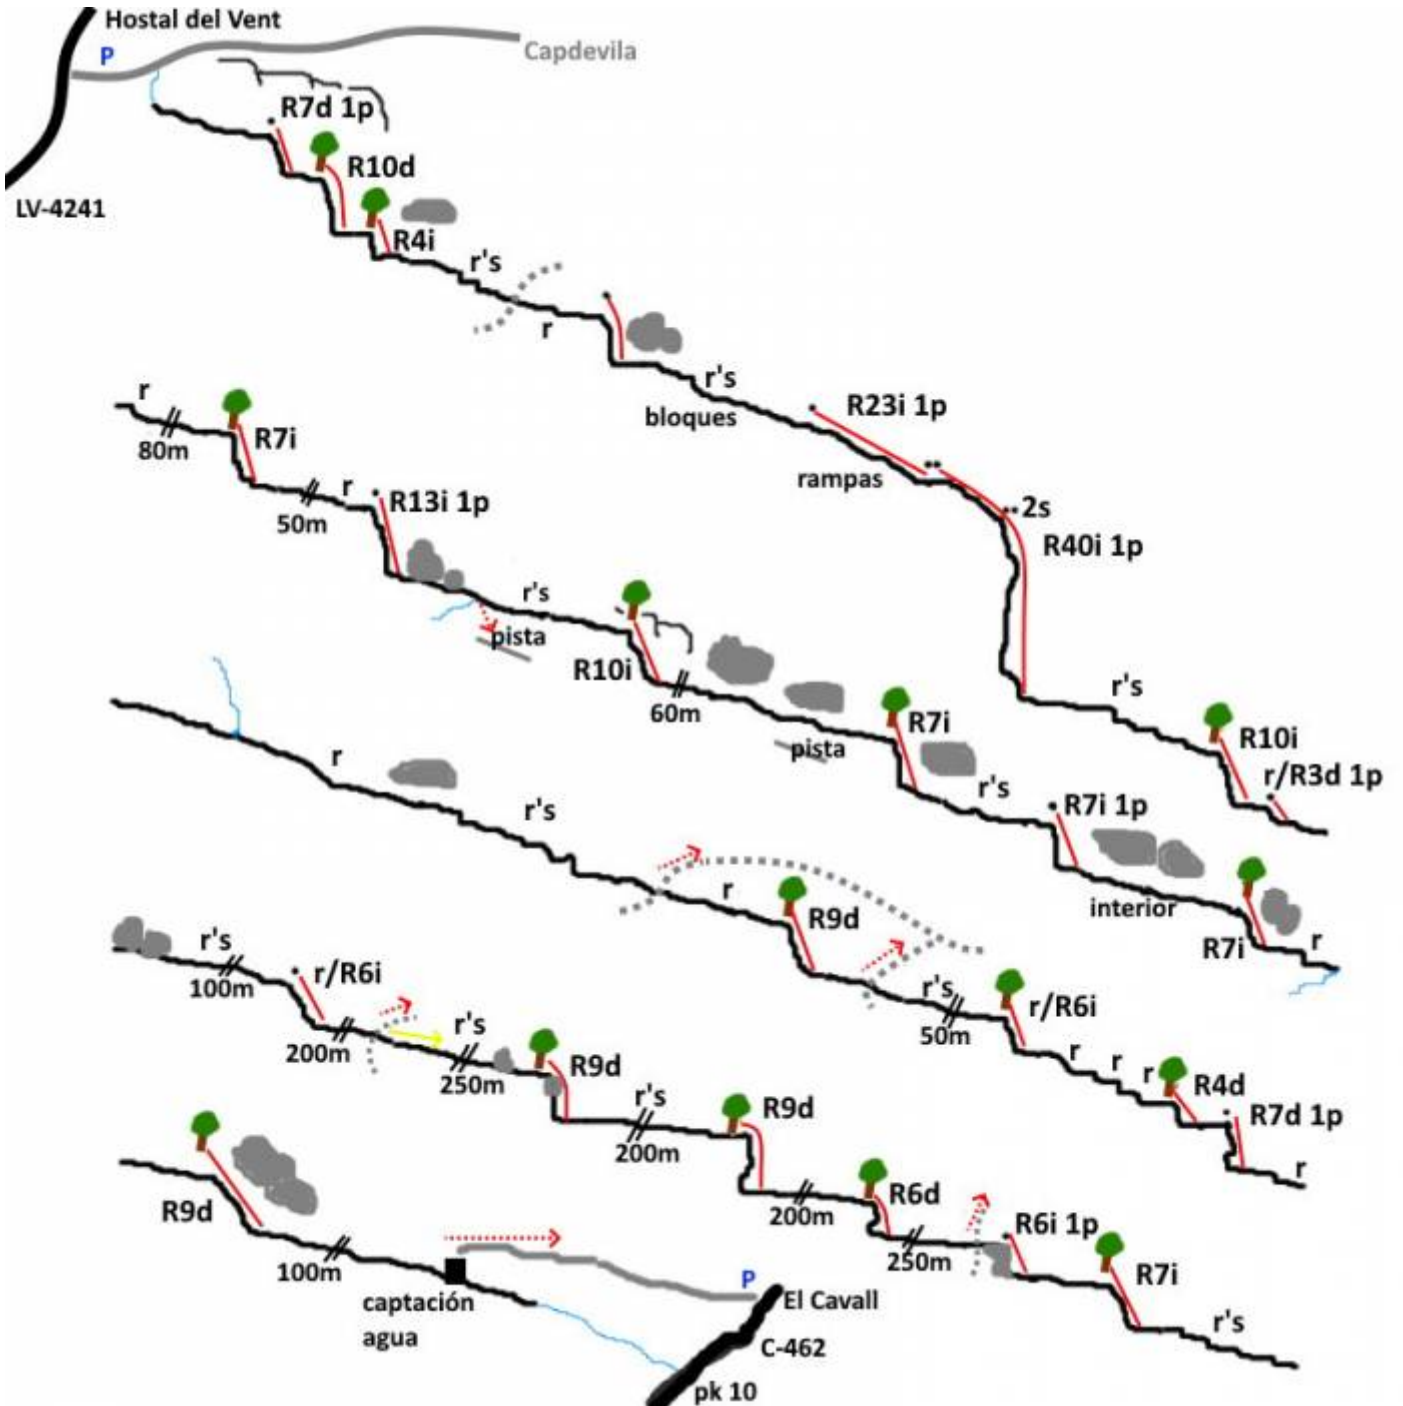 Hostal del Vent
P
Capdevila
R7d 1p
R10d
LV-4241
R4i
r's
r
r's
bloques
R23i 1p
rampas
2s
R40i 1p
r's
R10i
r/R3d 1p
r
80m
R7i
50m
r
R13i 1p
r's
pista
R10i
60m
pista
R7i
r's
R7i 1p
interior
R7i
r
r
r's
r
R9d
r's
50m
r/R6i
r
r
r
R4d
R7d 1p
r
r's
100m
r/R6i
200m
r's
250m
R9d
r's
200m
R9d
200m
R6d
250m
R6i 1p
R7i
r's
R9d
100m
captación
agua
P
El Cavall
C-462
pk 10